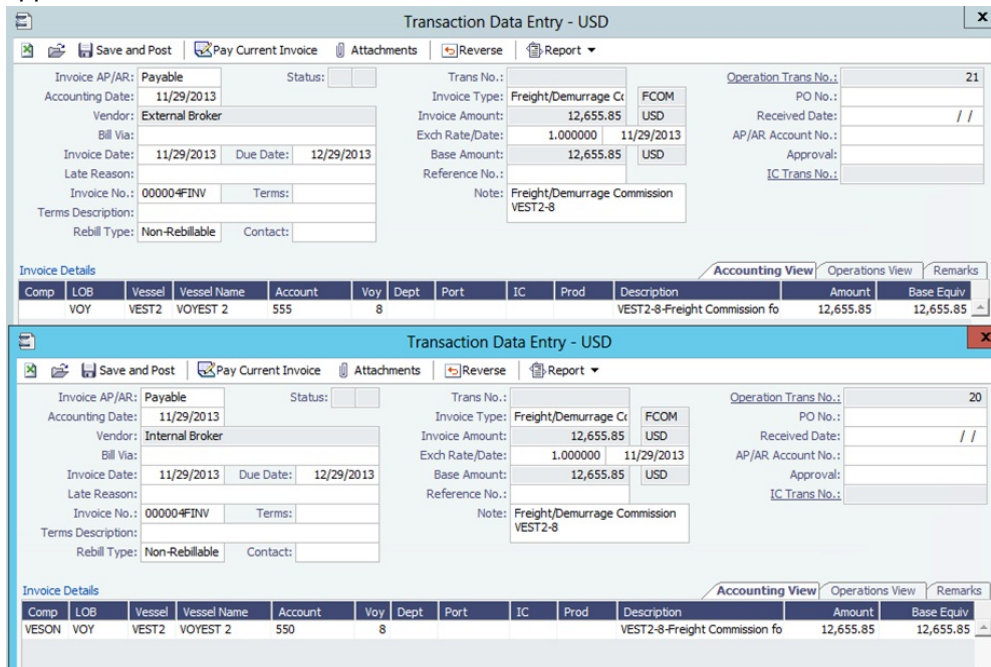 Transaction Data Entry - USD x
Save and Post Pay Current Invoice Attachments Reverse Report
Invoice AP/AR: Payable Status: Trans No.: Operation Trans No.: 21
Accounting Date: 11/29/2013 Invoice Type: Freight/Demurrage Co FCOM PO No.:
Vendor: External Broker Invoice Amount: 12,655.85 USD Received Date: / /
Bill Via: Exch Rate/Date: 1.000000 11/29/2013 AP/AR Account No.:
Invoice Date: 11/29/2013 Due Date: 12/29/2013 Base Amount: 12,655.85 USD Approval:
Late Reason: Reference No.: IC Trans No.:
Invoice No.: 000004FINV Terms: Note: Freight/Demurrage Commission
Terms Description: VEST2-8
Rebill Type: Non-Rebillable Contact:
Invoice Details Accounting View Operations View Remarks
Comp LOB Vessel Vessel Name Account Voy Dept Port IC Prod Description Amount Base Equiv
VOY VEST2 VOYEST 2 555 8 VEST2-8-Freight Commission fo 12,655.85 12,655.85
Transaction Data Entry - USD x
Save and Post Pay Current Invoice Attachments Reverse Report
Invoice AP/AR: Payable Status: Trans No.: Operation Trans No.: 20
Accounting Date: 11/29/2013 Invoice Type: Freight/Demurrage Co FCOM PO No.:
Vendor: Internal Broker Invoice Amount: 12,655.85 USD Received Date: / /
Bill Via: Exch Rate/Date: 1.000000 11/29/2013 AP/AR Account No.:
Invoice Date: 11/29/2013 Due Date: 12/29/2013 Base Amount: 12,655.85 USD Approval:
Late Reason: Reference No.: IC Trans No.:
Invoice No.: 000004FINV Terms: Note: Freight/Demurrage Commission
Terms Description: VEST2-8
Rebill Type: Non-Rebillable Contact:
Invoice Details Accounting View Operations View Remarks
Comp LOB Vessel Vessel Name Account Voy Dept Port IC Prod Description Amount Base Equiv
VESON VOY VEST2 VOYEST 2 550 8 VEST2-8-Freight Commission fo 12,655.85 12,655.85